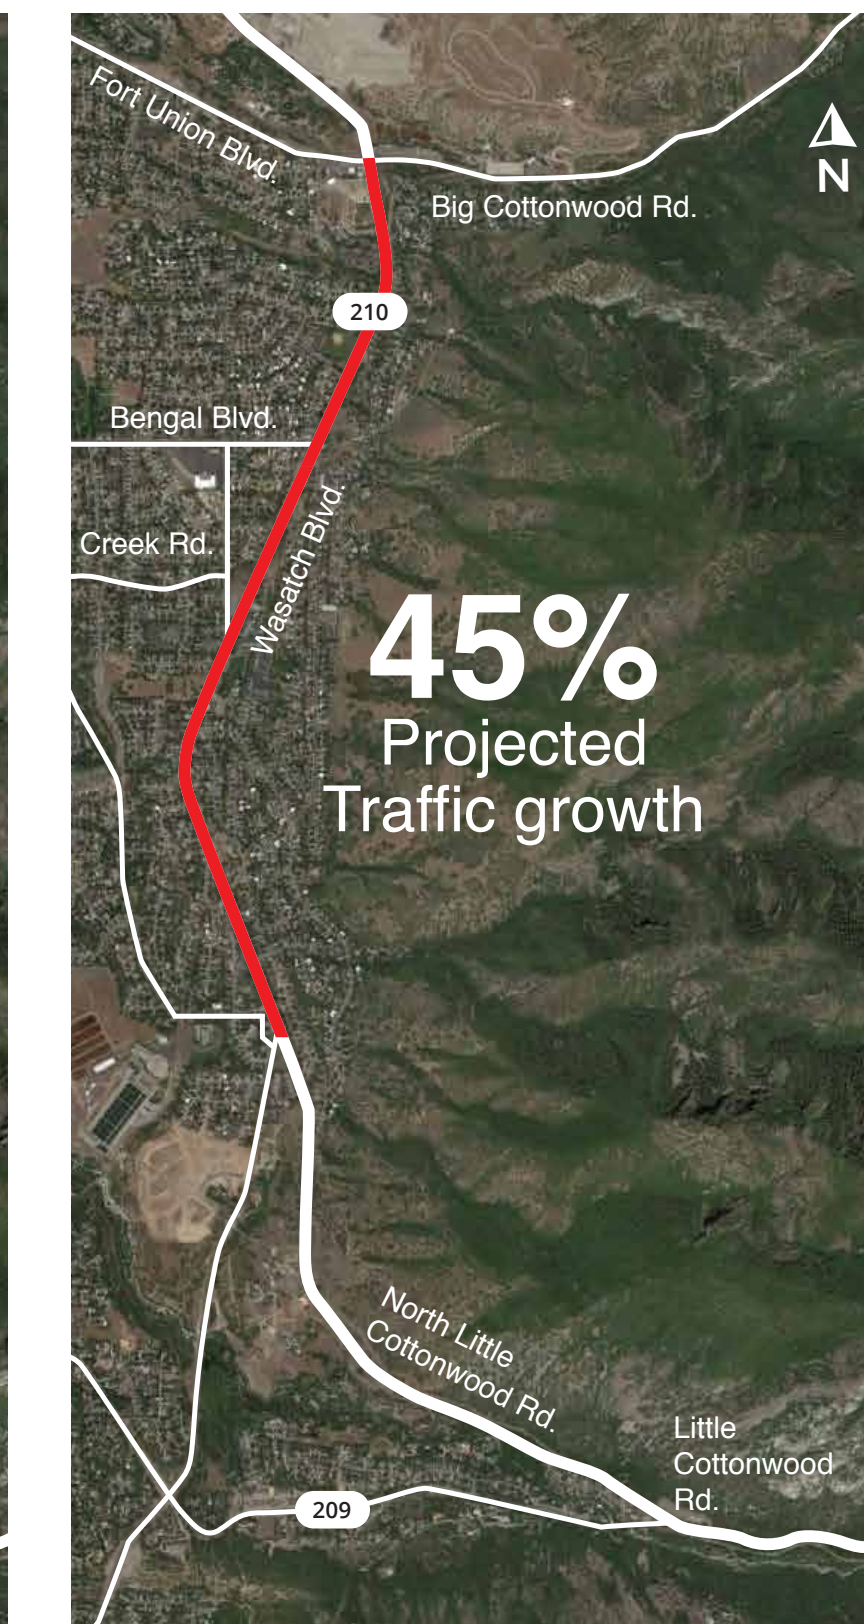 Fort Union Blvd.
N
Big Cottonwood Rd.
210
Bengal Blvd.
Wasatch Blvd.
Creek Rd.
45%
Projected
Traffic growth
North Little
Cottonwood Rd.
Little
Cottonwood
Rd.
209